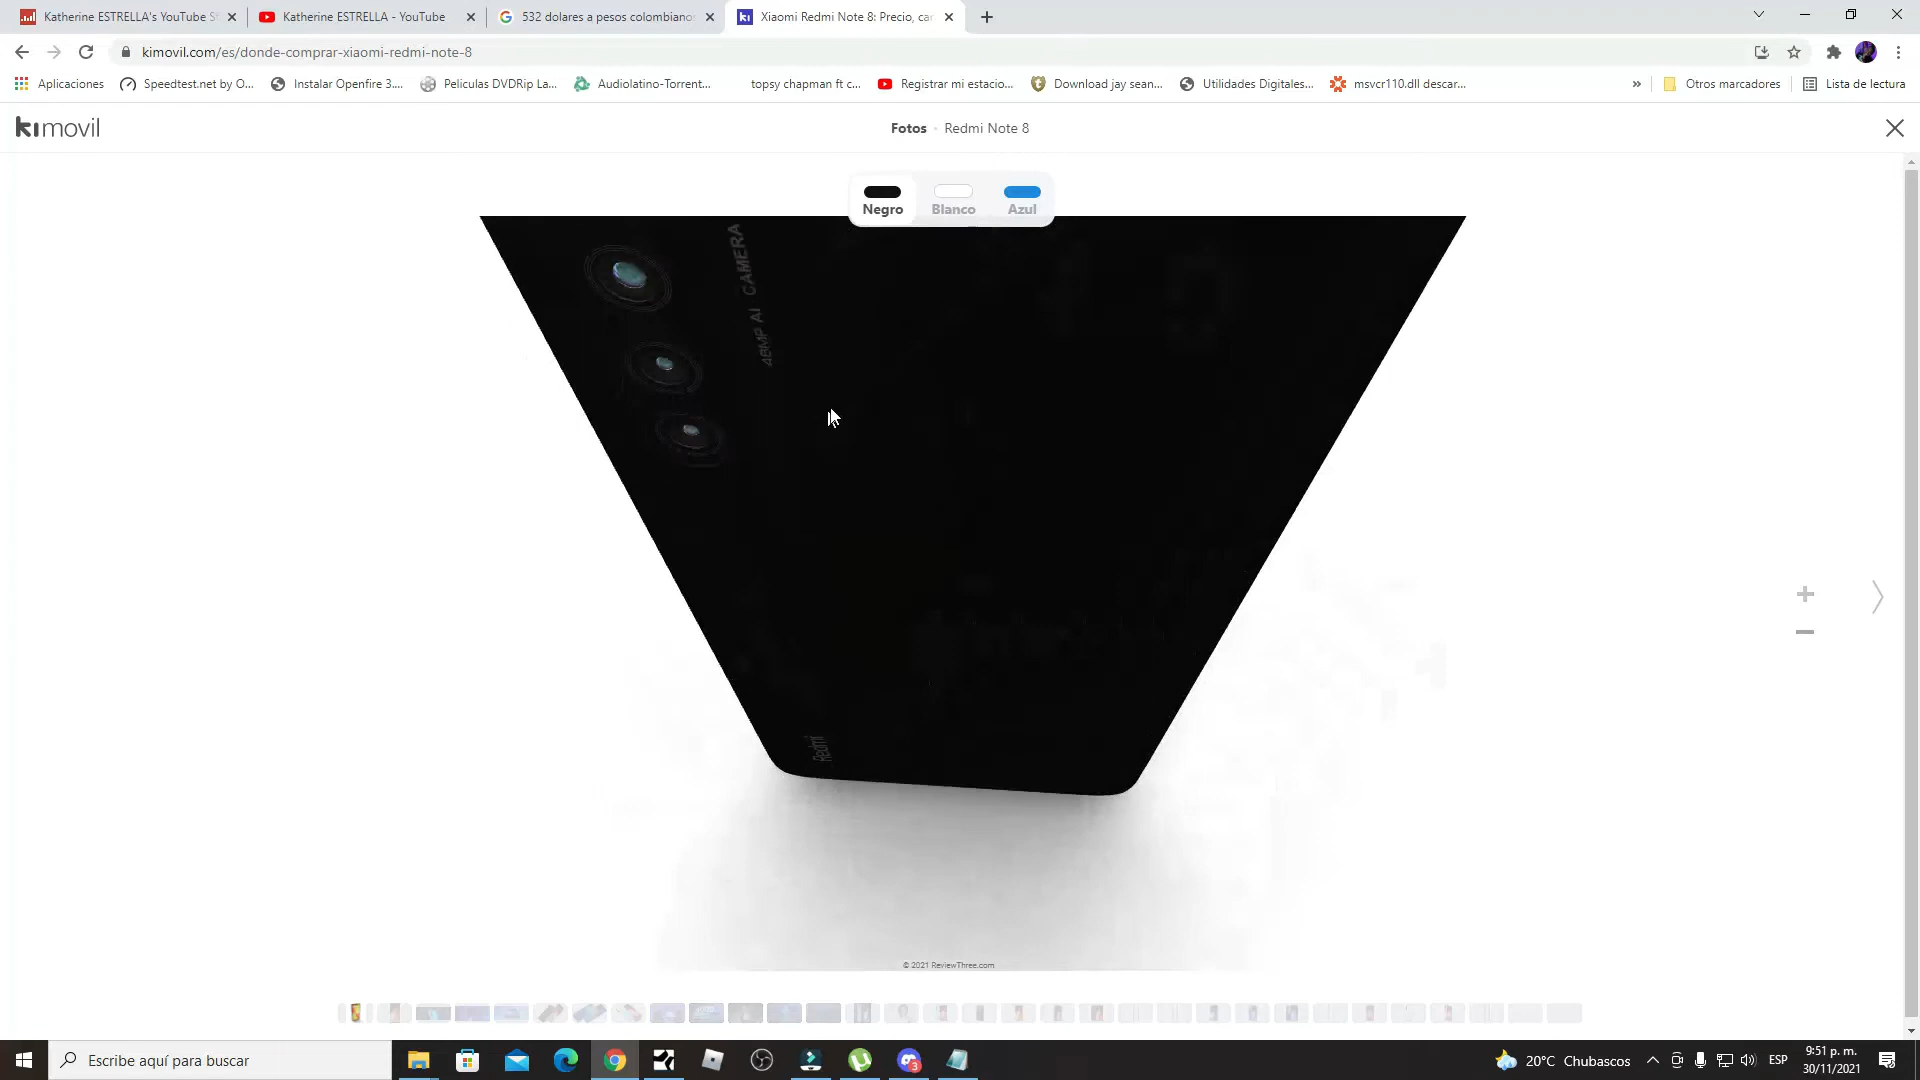 Katherine ESTRELLA's YouTube St
Katherine ESTRELLA - YouTube
532 dolares a pesos colombianos
Xiaomi Redmi Note 8: Precio, car
kimovil.com/es/donde-comprar-xiaomi-redmi-note-8
Aplicaciones
Speedtest.net by O...
Instalar Openfire 3....
Peliculas DVDRip La...
Audiolatino-Torrent...
topsy chapman ft c...
Registrar mi estacio...
Download jay sean...
Utilidades Digitales...
msvcr110.dll descar...
»
Otros marcadores
Lista de lectura
kimovil
Fotos · Redmi Note 8
Negro
Blanco
Azul
48MP AI CAMERA
Redmi
© 2021 ReviewThree.com
Escribe aquí para buscar
3
20°C Chubascos
ESP
9:51 p. m.
30/11/2021